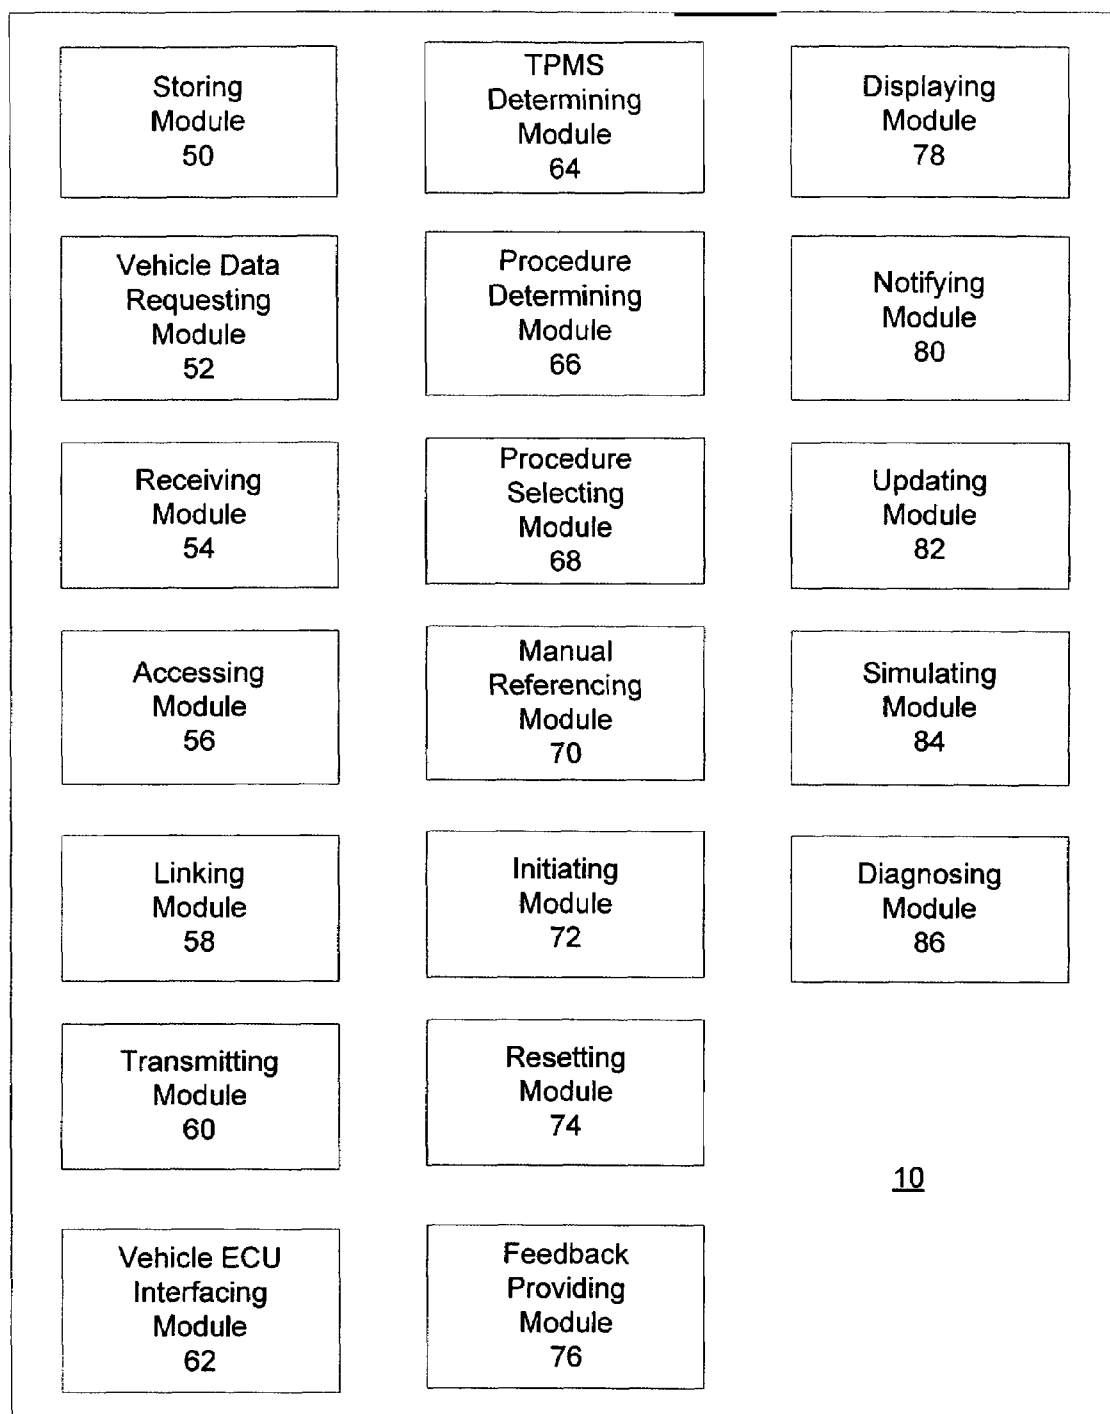 Storing
Module
50
Vehicle Data
Requesting
Module
52
Receiving
Module
54
Accessing
Module
56
Linking
Module
58
Transmitting
Module
60
Vehicle ECU
Interfacing
Module
62
TPMS
Determining
Module
64
Procedure
Determining
Module
66
Procedure
Selecting
Module
68
Manual
Referencing
Module
70
Initiating
Module
72
Resetting
Module
74
Feedback
Providing
Module
76
Displaying
Module
78
Notifying
Module
80
Updating
Module
82
Simulating
Module
84
Diagnosing
Module
86
10